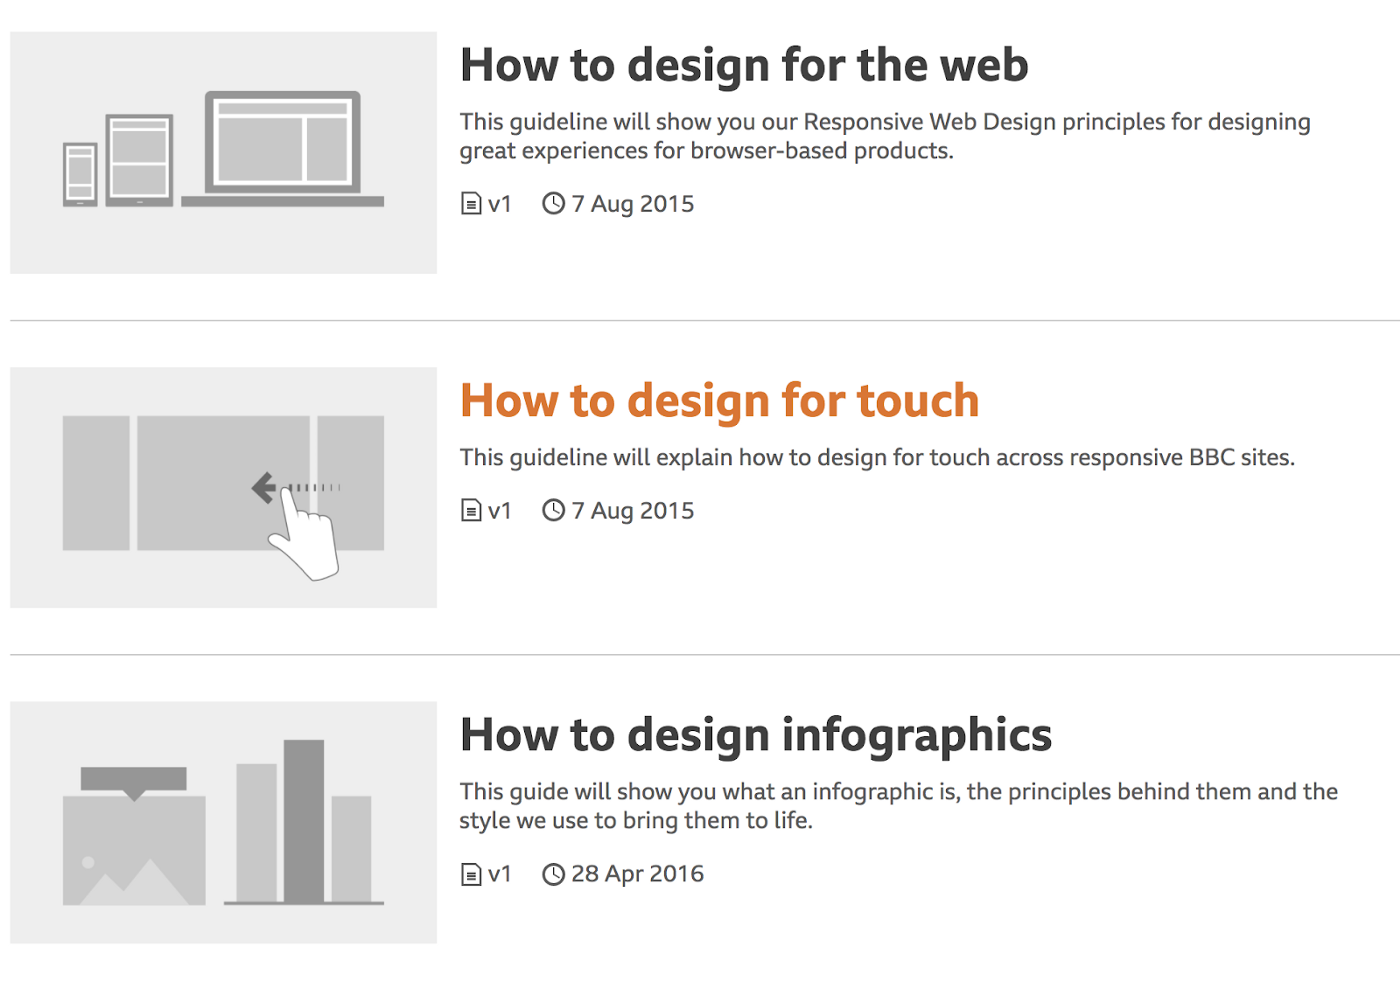 How to design for the web
This guideline will show you our Responsive Web Design principles for designing
great experiences for browser-based products.
v1 7 Aug 2015
How to design for touch
This guideline will explain how to design for touch across responsive BBC sites.
v1 7 Aug 2015
How to design infographics
This guide will show you what an infographic is, the principles behind them and the
style we use to bring them to life.
v1 28 Apr 2016